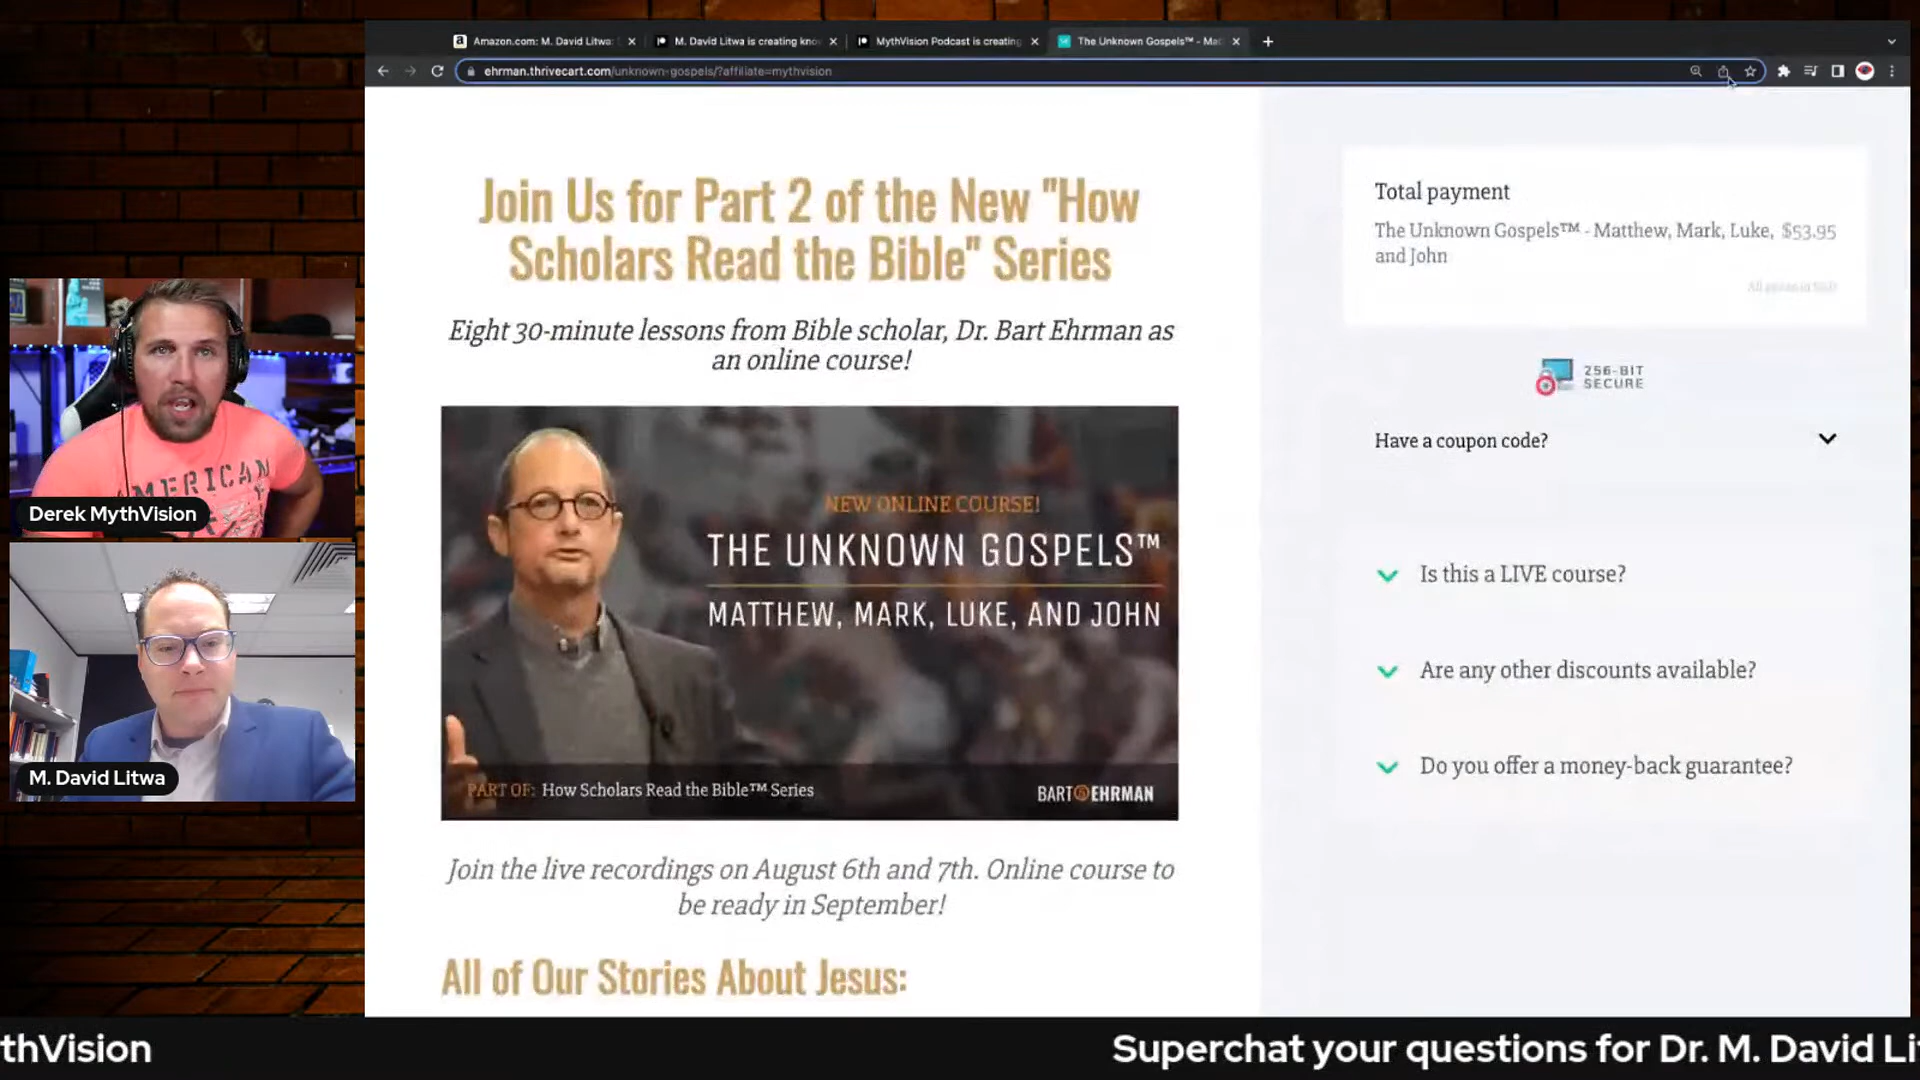 Amazon.com: M. David Litwa:
M. David Litwa is creating kno
MythVision Podcast is creating
The Unknown Gospels™ - Mat
ehrman.thrivecart.com/unknown-gospels/?affiliate=mythvision
Join Us for Part 2 of the New "How
Scholars Read the Bible" Series
Eight 30-minute lessons from Bible scholar, Dr. Bart Ehrman as
an online course!
NEW ONLINE COURSE!
THE UNKNOWN GOSPELS™
MATTHEW, MARK, LUKE, AND JOHN
PART OF: How Scholars Read the Bible™ Series
BART EHRMAN
Join the live recordings on August 6th and 7th. Online course to
be ready in September!
All of Our Stories About Jesus:
Total payment
The Unknown Gospels™ - Matthew, Mark, Luke, $53.95
and John
All prices in USD
256-BIT
SECURE
Have a coupon code?
Is this a LIVE course?
Are any other discounts available?
Do you offer a money-back guarantee?
MERICAN
Derek MythVision
M. David Litwa
thVision
Superchat your questions for Dr. M. David Lit